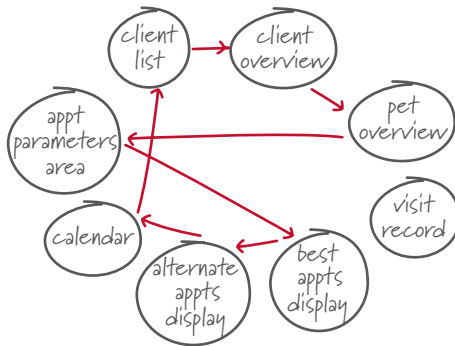 client
list
client
overview
appt
parameters
area
pet
overview
visit
record
calendar
alternate
appts
display
best
appts
display